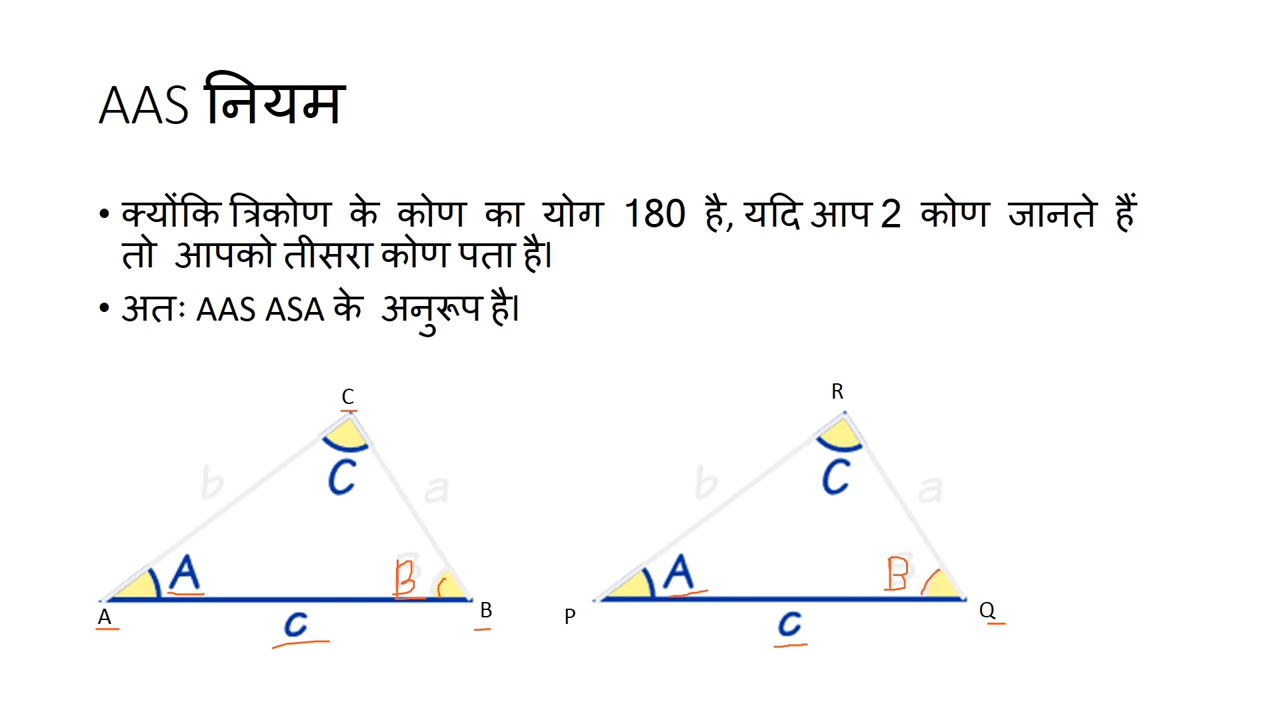 AAS नियम
• क्योंकि त्रिकोण के कोण का योग 180 है, यदि आप 2 कोण जानते हैं
तो आपको तीसरा कोण पता है।
• अतः AAS ASA के अनुरूप है।
C
R
C
C
b
a
b
a
A
B
A
B
A
B
P
Q
c
c